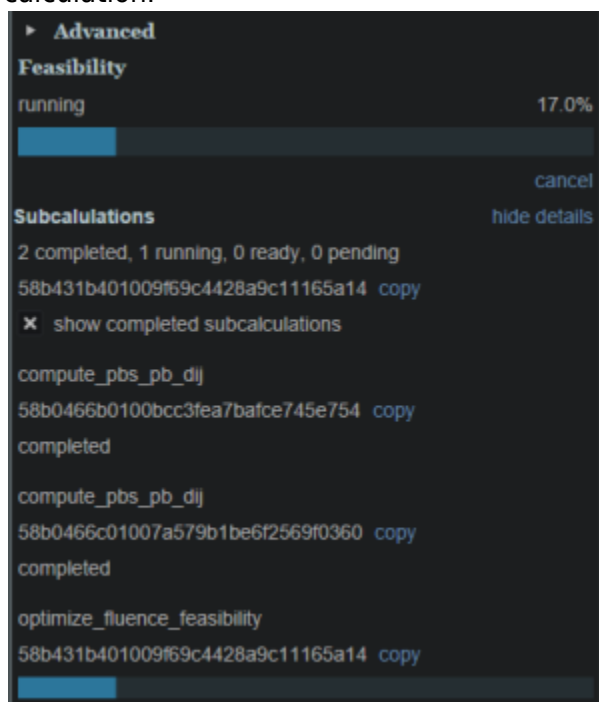 Advanced
Feasibility
running 17.0%
cancel
Subcalulations hide details
2 completed, 1 running, 0 ready, 0 pending
58b431b401009f69c4428a9c11165a14 copy
show completed subcalculations
compute_pbs_pb_dij
58b0466b0100bcc3fea7bafce745e754 copy
completed
compute_pbs_pb_dij
58b0466c01007a579b1be6f2569f0360 copy
completed
optimize_fluence_feasibility
58b431b401009f69c4428a9c11165a14 copy